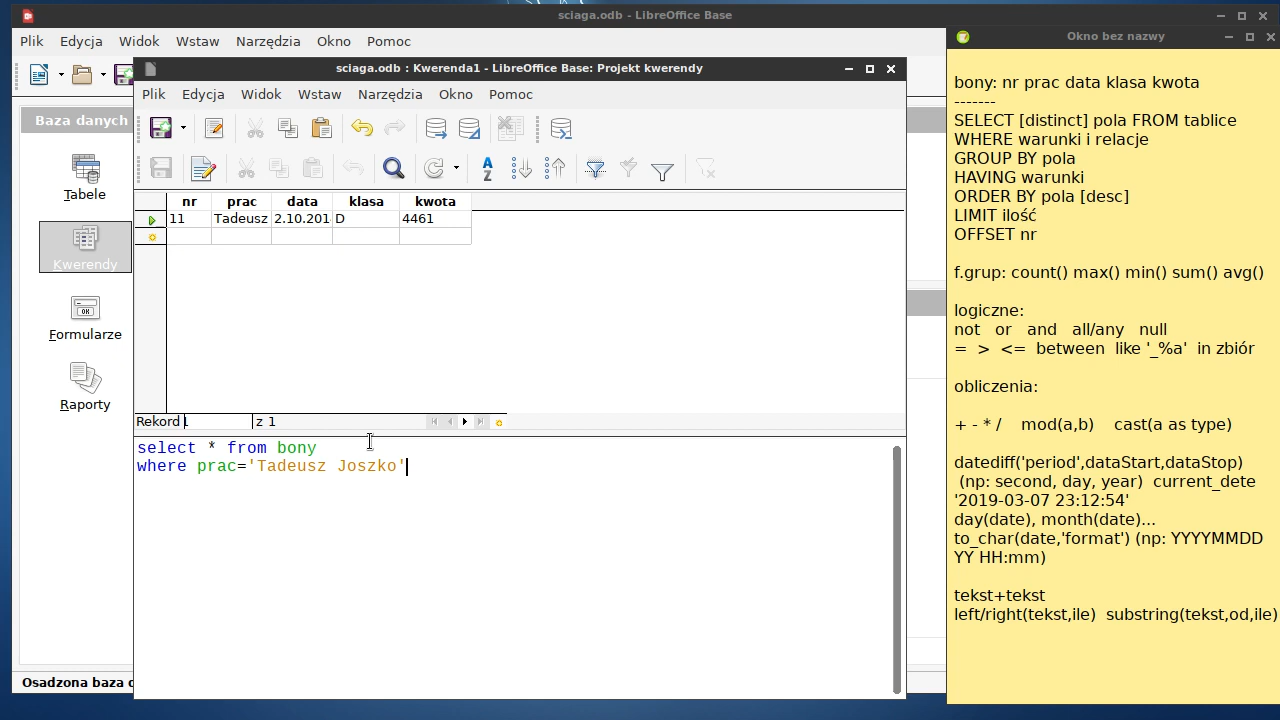 sciaga.odb - LibreOffice Base
Plik Edycja Widok Wstaw Narzędzia Okno Pomoc
Baza danych
Tabele
Kwerendy
Formularze
Raporty
Osadzona baza d
sciaga.odb : Kwerenda1 - LibreOffice Base: Projekt kwerendy
Plik Edycja Widok Wstaw Narzędzia Okno Pomoc
nr prac data klasa kwota
11 Tadeusz 2.10.201 D 4461
Rekord 1 z 1
select * from bony
where prac='Tadeusz Joszko'
Okno bez nazwy
bony: nr prac data klasa kwota
-------
SELECT [distinct] pola FROM tablice
WHERE warunki i relacje
GROUP BY pola
HAVING warunki
ORDER BY pola [desc]
LIMIT ilość
OFFSET nr
f.grup: count() max() min() sum() avg()
logiczne:
not or and all/any null
= > <= between like '_%a' in zbiór
obliczenia:
+ - * / mod(a,b) cast(a as type)
datediff('period',dataStart,dataStop)
(np: second, day, year) current_dete
'2019-03-07 23:12:54'
day(date), month(date)...
to_char(date,'format') (np: YYYYMMDD
YY HH:mm)
tekst+tekst
left/right(tekst,ile) substring(tekst,od,ile)